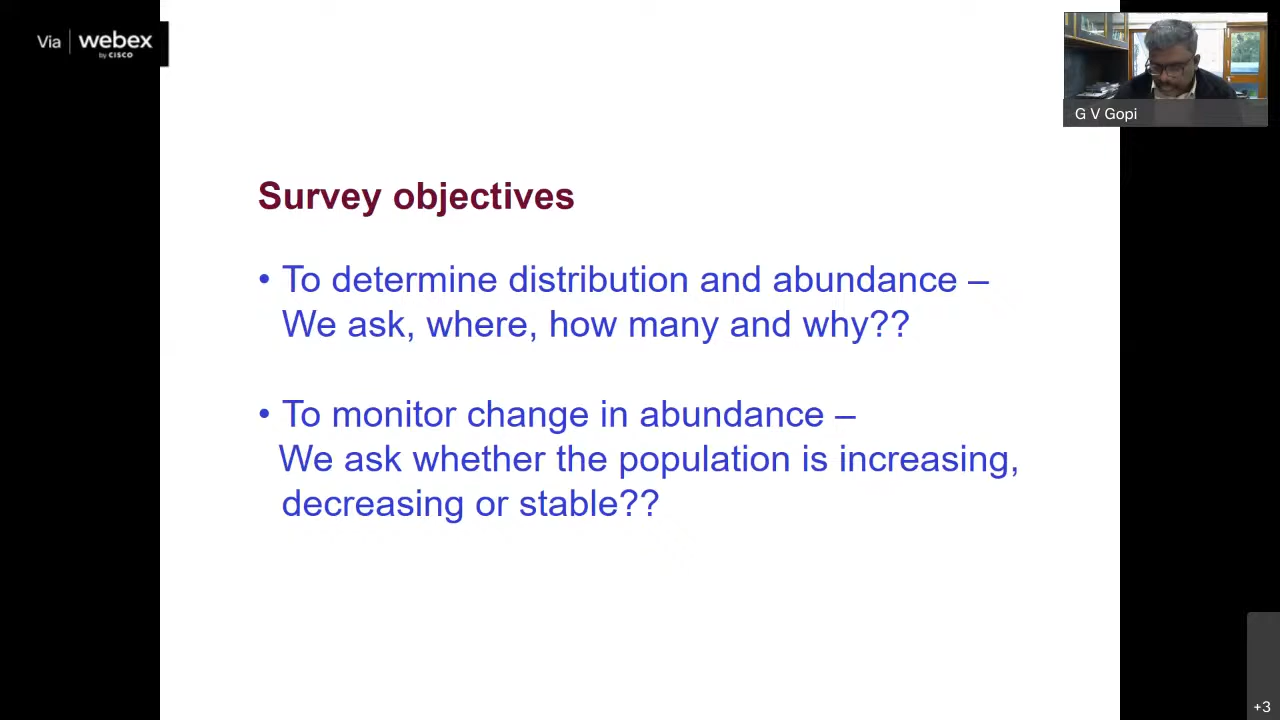 Via | webex
by CISCO
G V Gopi
Survey objectives
• To determine distribution and abundance –
We ask, where, how many and why??
• To monitor change in abundance –
We ask whether the population is increasing,
decreasing or stable??
+3